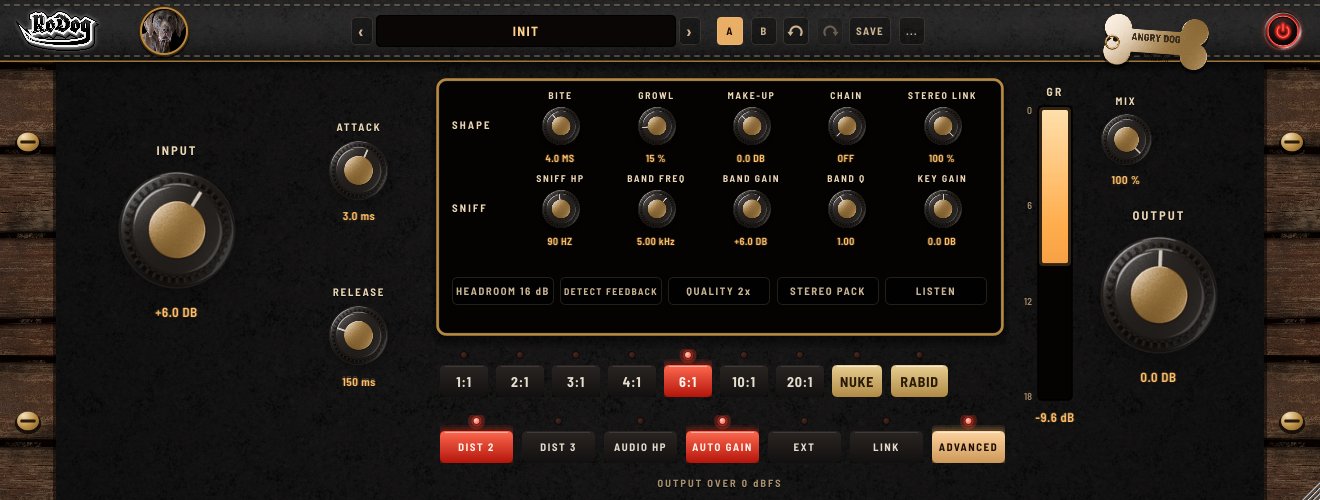 RoDog
‹ INIT › A B SAVE ...
ANGRY DOG
INPUT
+6.0 DB
ATTACK
3.0 ms
RELEASE
150 ms
BITE GROWL MAKE-UP CHAIN STEREO LINK
SHAPE
4.0 MS 15 % 0.0 DB OFF 100 %
SNIFF HP BAND FREQ BAND GAIN BAND Q KEY GAIN
SNIFF
90 HZ 5.00 kHz +6.0 DB 1.00 0.0 DB
HEADROOM 16 dB DETECT FEEDBACK QUALITY 2x STEREO PACK LISTEN
1:1 2:1 3:1 4:1 6:1 10:1 20:1 NUKE RABID
DIST 2 DIST 3 AUDIO HP AUTO GAIN EXT LINK ADVANCED
OUTPUT OVER 0 dBFS
GR
0
6
12
18
-9.6 dB
MIX
100 %
OUTPUT
0.0 DB